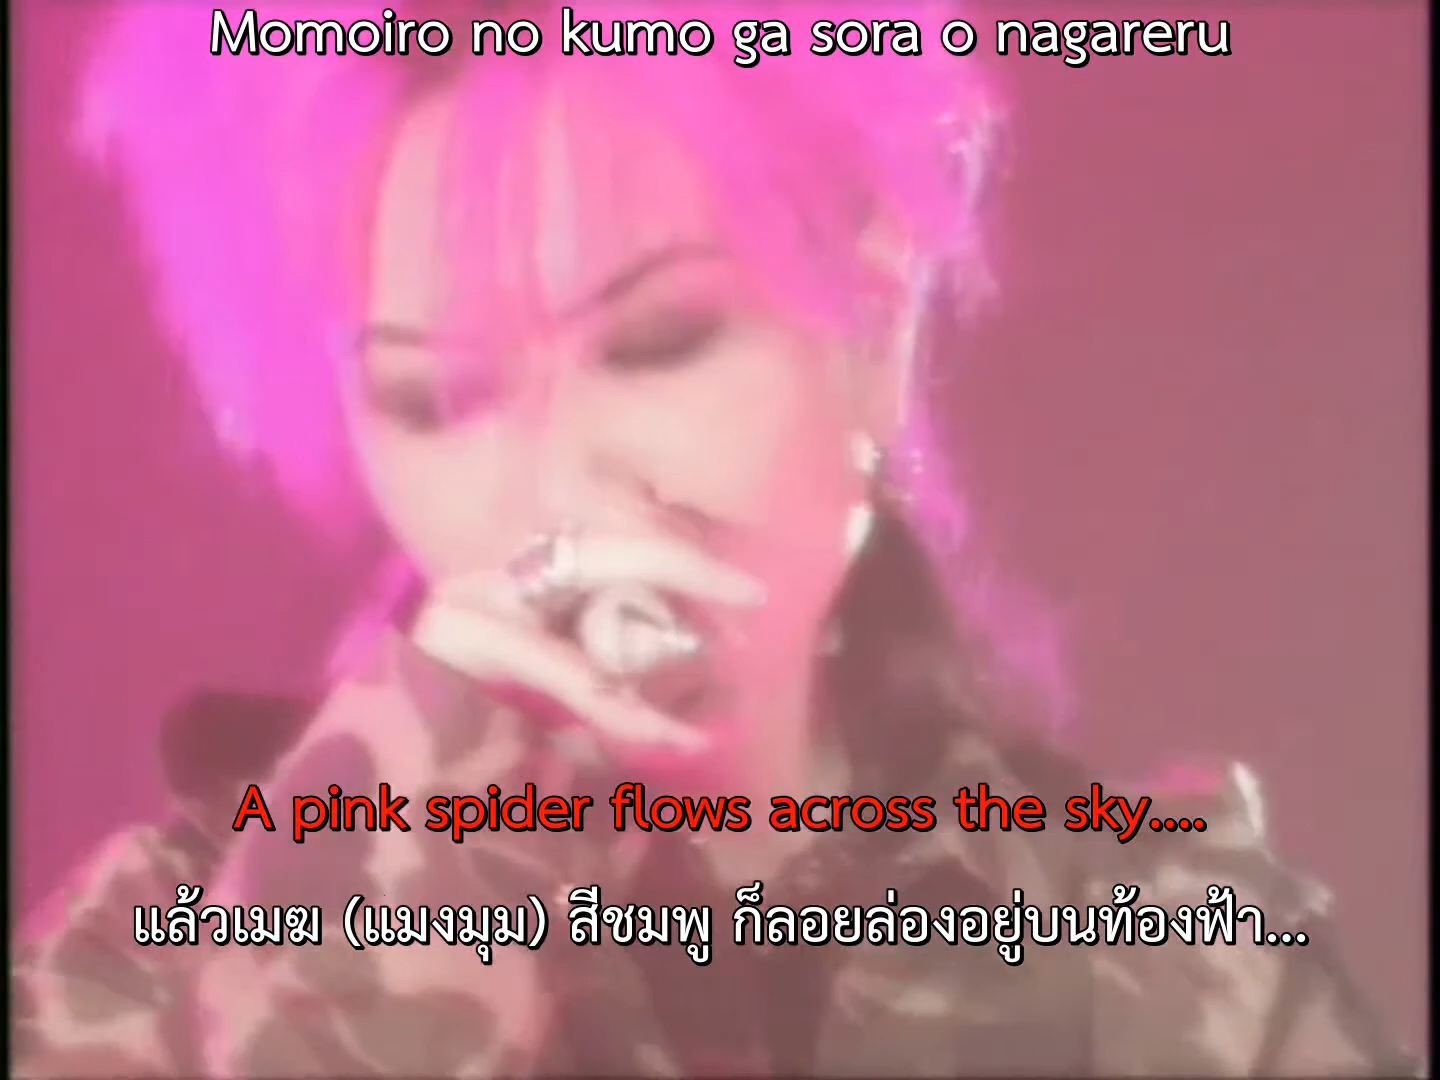 Momoiro no kumo ga sora o nagareru
A pink spider flows across the sky....
แล้วเมฆ (แมงมุม) สีชมพู ก็ลอยล่องอยู่บนท้องฟ้า...